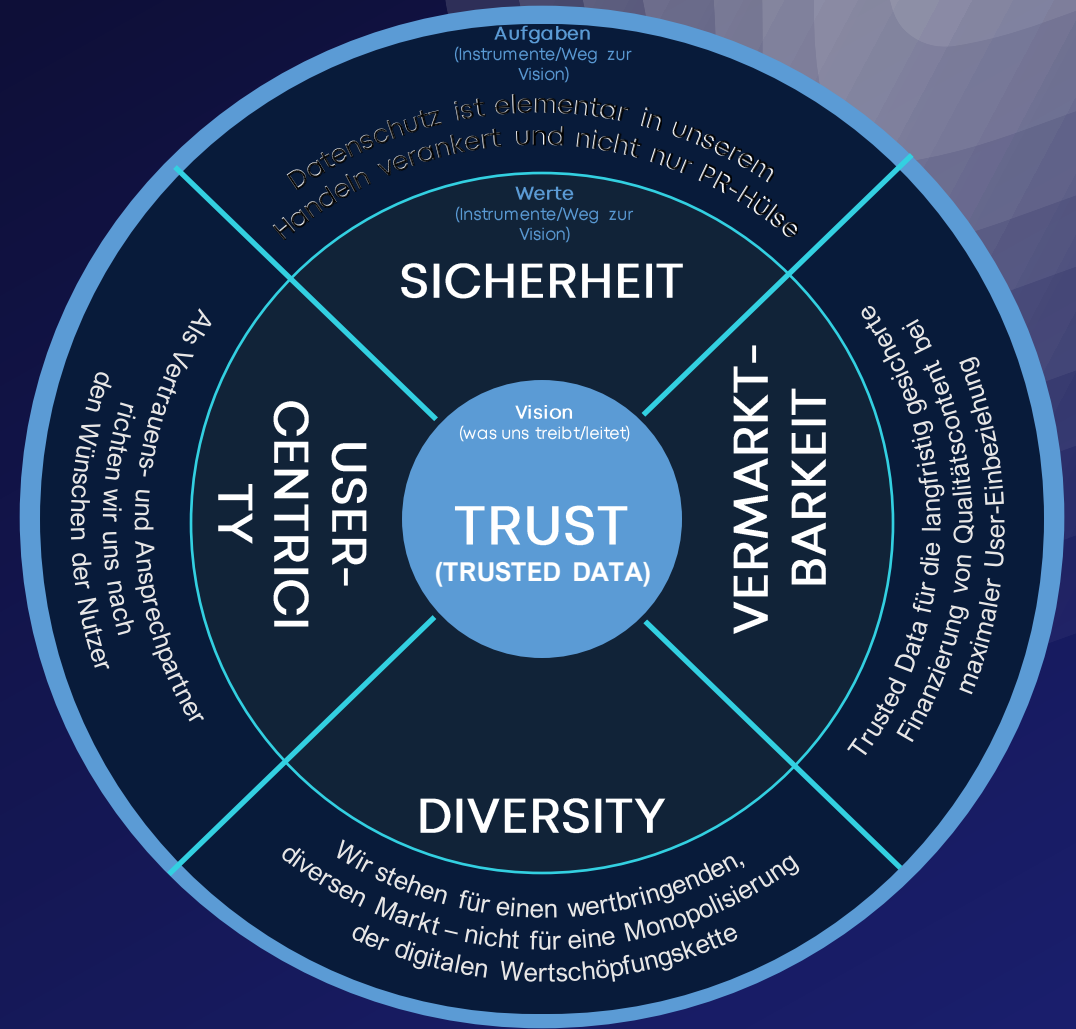 Aufgaben
(Instrumente/Weg zur
Vision)
Datenschutz ist elementar in unserem
Handeln verankert und nicht nur PR-Hülse
Werte
(Instrumente/Weg zur
Vision)
SICHERHEIT
Als Vertrauens- und Ansprechpartner
richten wir uns nach
den Wünschen der Nutzer
USER-
CENTRICI
TY
Vision
(was uns treibt/leitet)
TRUST
(TRUSTED DATA)
VERMARKT-
BARKEIT
Trusted Data für die langfristig gesicherte
Finanzierung von Qualitätscontent bei
maximaler User-Einbeziehung
DIVERSITY
Wir stehen für einen wertbringenden,
diversen Markt – nicht für eine Monopolisierung
der digitalen Wertschöpfungskette